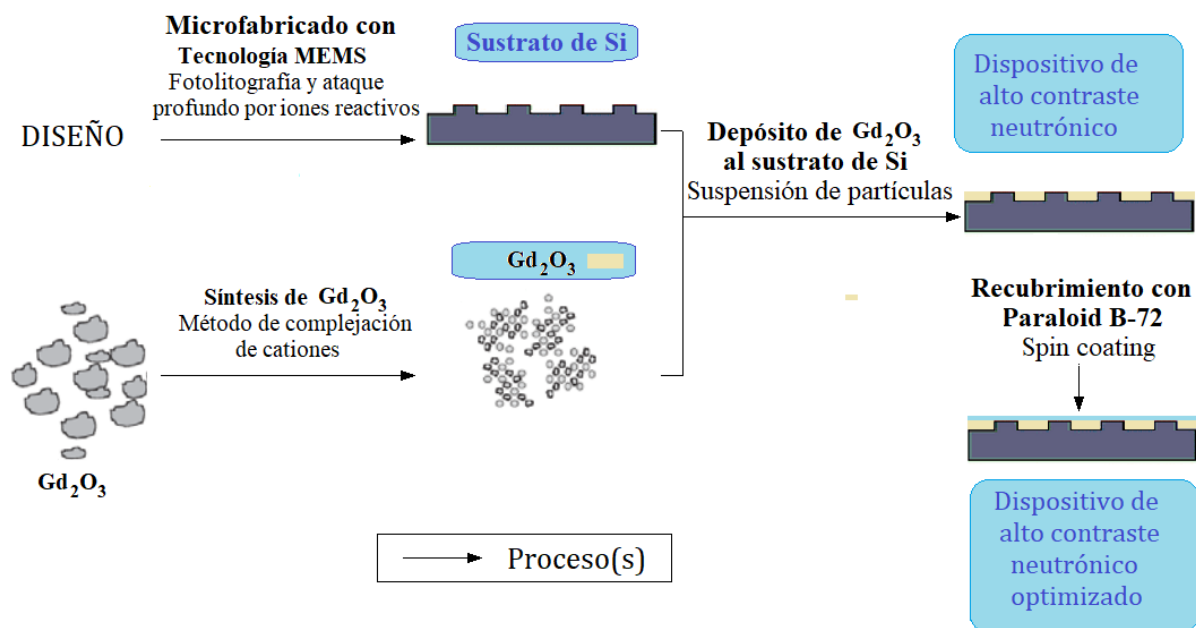 Microfabricado con
Tecnología MEMS
Fotolitografía y ataque
profundo por iones reactivos
DISEÑO
Sustrato de Si
Depósito de Gd₂O₃
al sustrato de Si
Suspensión de partículas
Dispositivo de
alto contraste
neutrónico
Síntesis de Gd₂O₃
Método de complejación
de cationes
Gd₂O₃
Gd₂O₃
Recubrimiento con
Paraloid B-72
Spin coating
Dispositivo de
alto contraste
neutrónico
optimizado
Proceso(s)